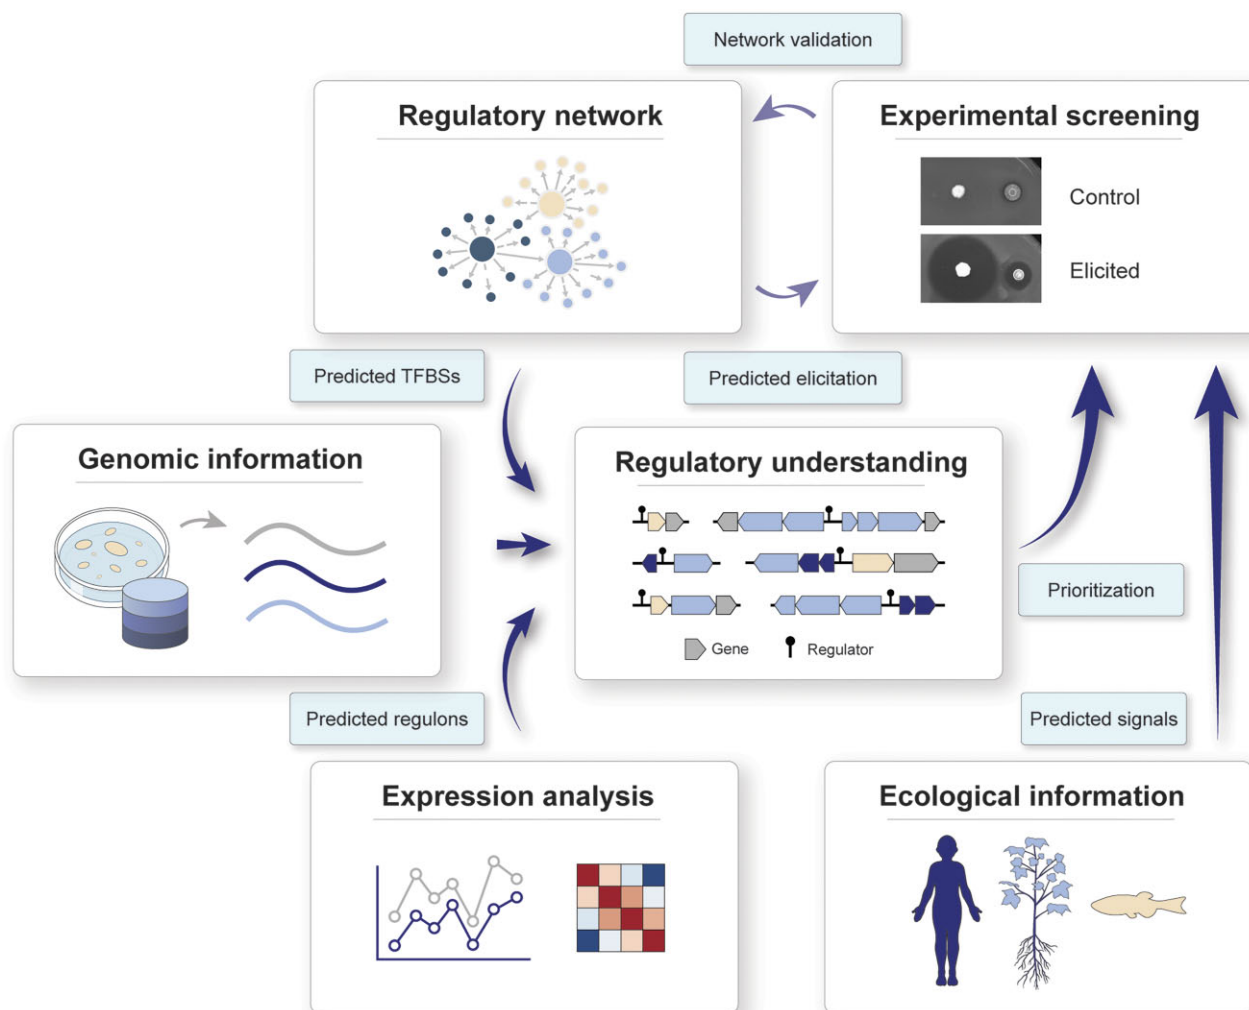 Network validation
Regulatory network
Experimental screening
Control
Elicited
Predicted TFBSs
Predicted elicitation
Genomic information
Regulatory understanding
Gene
Regulator
Prioritization
Predicted regulons
Predicted signals
Expression analysis
Ecological information